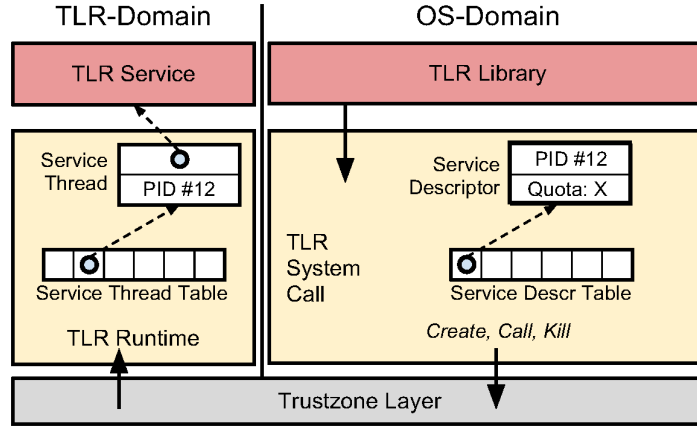 TLR-Domain
OS-Domain
TLR Service
TLR Library
Service
Thread
PID #12
Service
Descriptor
PID #12
Quota: X
TLR
System
Call
Service Thread Table
Service Descr Table
TLR Runtime
Create, Call, Kill
Trustzone Layer